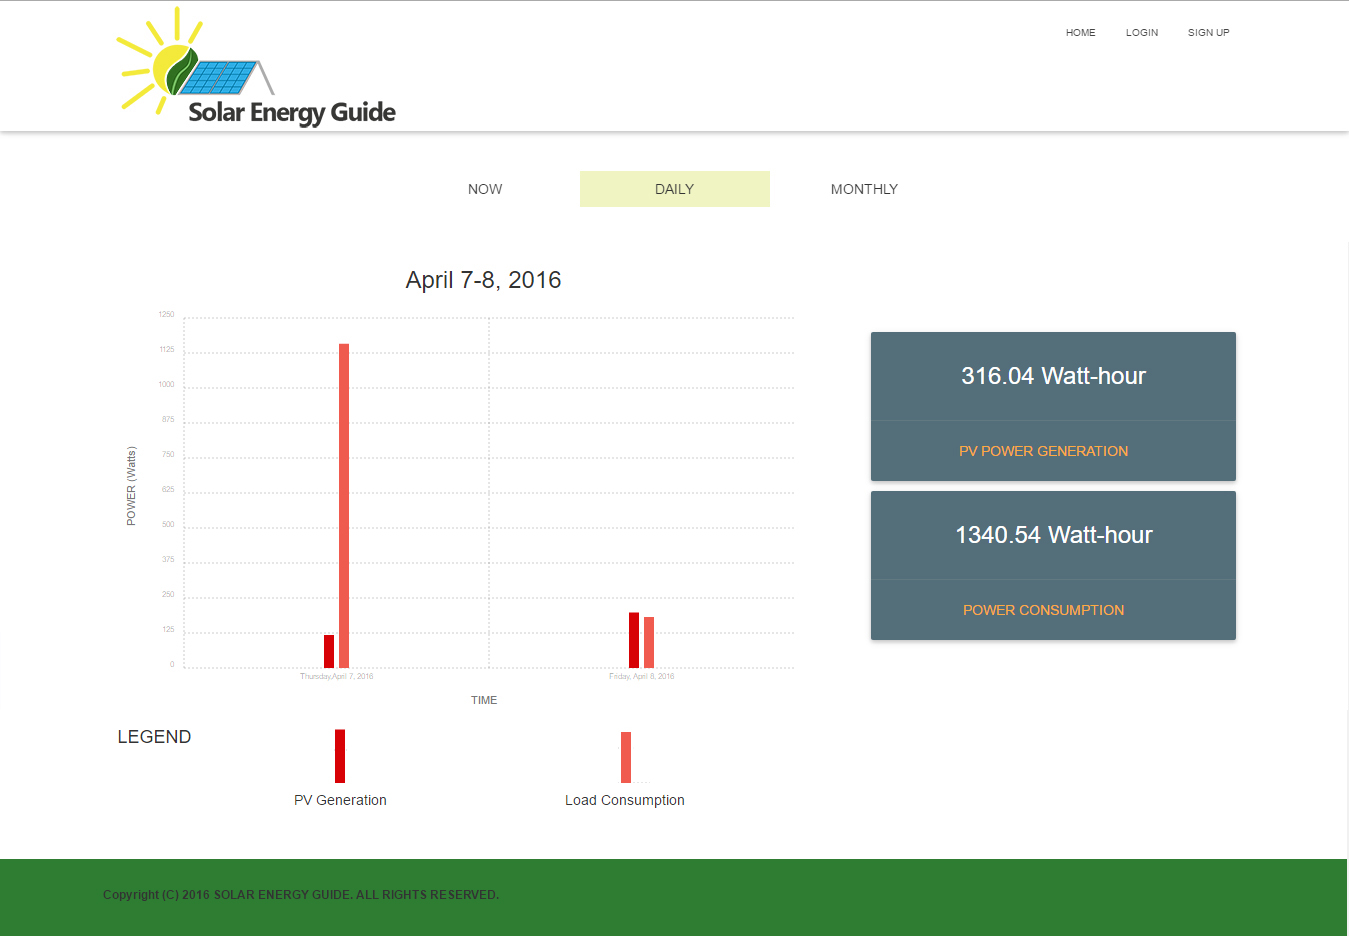 HOME LOGIN SIGN UP
Solar Energy Guide
NOW DAILY MONTHLY
April 7-8, 2016
1250
1125
1000
875
750
625
500
375
250
125
0
POWER (Watts)
Thursday,April 7, 2016 Friday, April 8, 2016
TIME
316.04 Watt-hour
PV POWER GENERATION
1340.54 Watt-hour
POWER CONSUMPTION
LEGEND
PV Generation Load Consumption
Copyright (C) 2016 SOLAR ENERGY GUIDE. ALL RIGHTS RESERVED.